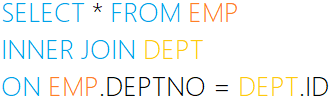 SELECT * FROM EMP
INNER JOIN DEPT
ON EMP.DEPTNO = DEPT.ID